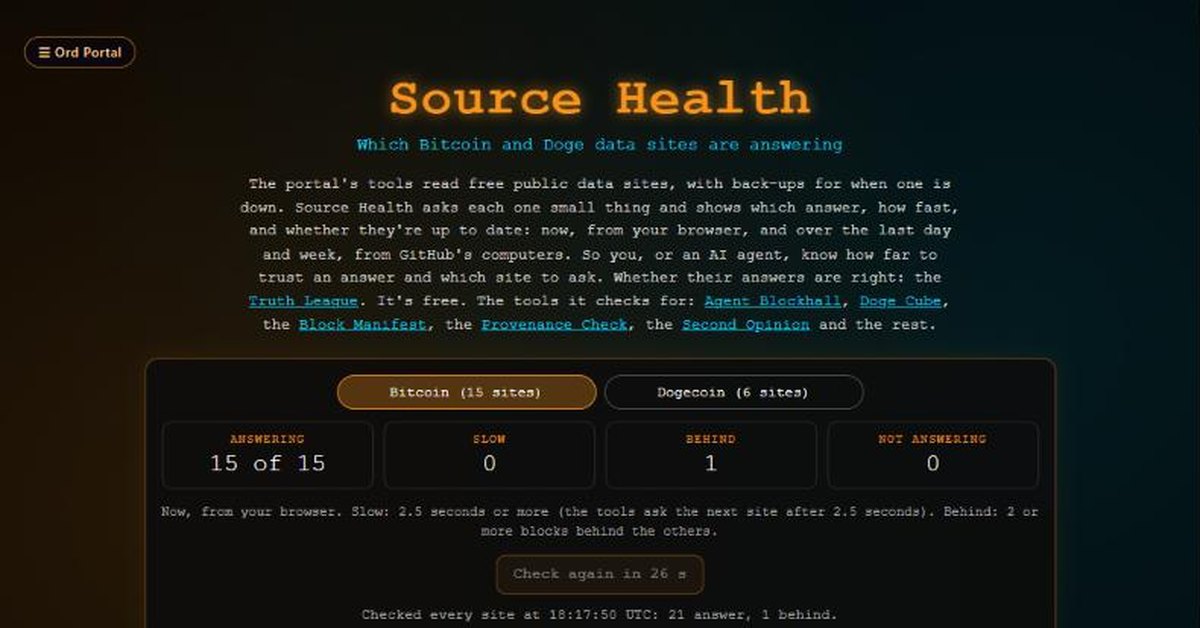 ☰ Ord Portal
Source Health
Which Bitcoin and Doge data sites are answering
The portal's tools read free public data sites, with back-ups for when one is
down. Source Health asks each one small thing and shows which answer, how fast,
and whether they're up to date: now, from your browser, and over the last day
and week, from GitHub's computers. So you, or an AI agent, know how far to
trust an answer and which site to ask. Whether their answers are right: the
Truth League. It's free. The tools it checks for: Agent Blockhall, Doge Cube,
the Block Manifest, the Provenance Check, the Second Opinion and the rest.
Bitcoin (15 sites)
Dogecoin (6 sites)
ANSWERING
15 of 15
SLOW
0
BEHIND
1
NOT ANSWERING
0
Now, from your browser. Slow: 2.5 seconds or more (the tools ask the next site after 2.5 seconds). Behind: 2 or
more blocks behind the others.
Check again in 26 s
Checked every site at 18:17:50 UTC: 21 answer, 1 behind.